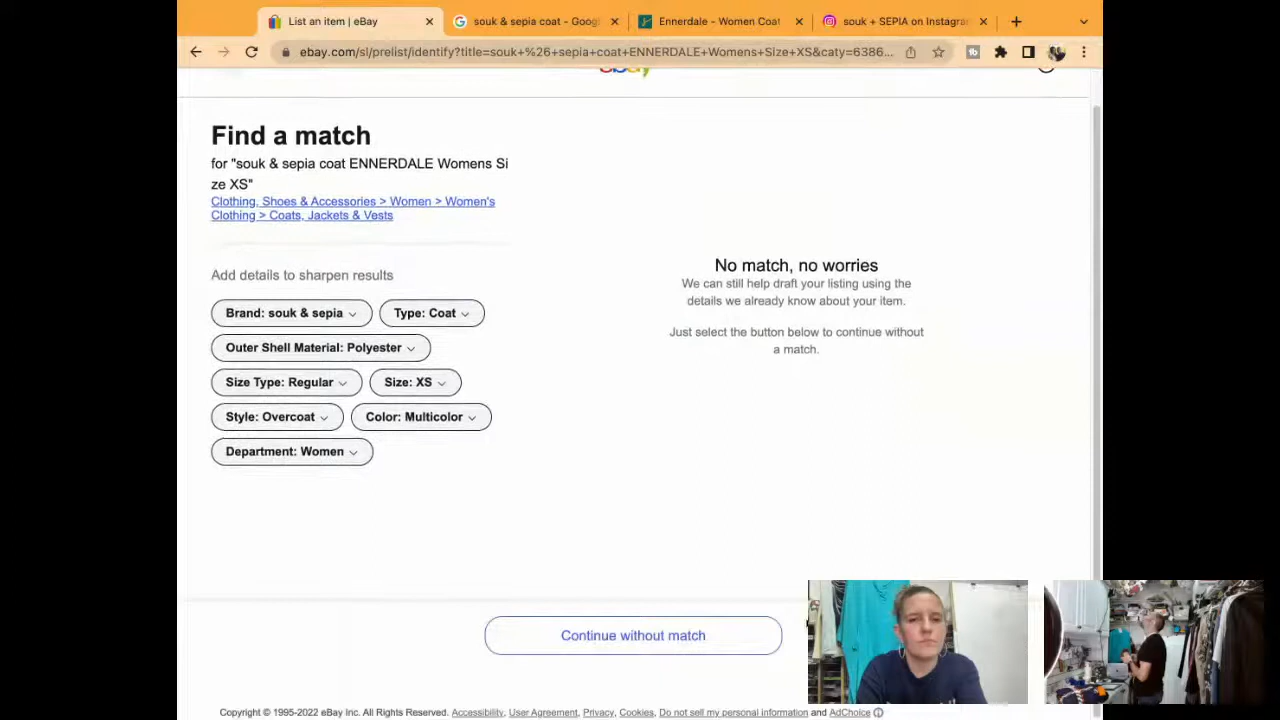 List an item | eBay
souk & sepia coat - Goog
Ennerdale - Women Coat
souk + SEPIA on Instagra
ebay.com/sl/prelist/identify?title=souk+%26+sepia+coat+ENNERDALE+Womens+Size+XS&caty=6386...
ebay
Find a match
for "souk & sepia coat ENNERDALE Womens Si
ze XS"
Clothing, Shoes & Accessories > Women > Women's
Clothing > Coats, Jackets & Vests
Add details to sharpen results
Brand: souk & sepia
Type: Coat
Outer Shell Material: Polyester
Size Type: Regular
Size: XS
Style: Overcoat
Color: Multicolor
Department: Women
No match, no worries
We can still help draft your listing using the
details we already know about your item.
Just select the button below to continue without
a match.
Continue without match
Copyright © 1995-2022 eBay Inc. All Rights Reserved. Accessibility, User Agreement, Privacy, Cookies, Do not sell my personal information and AdChoice